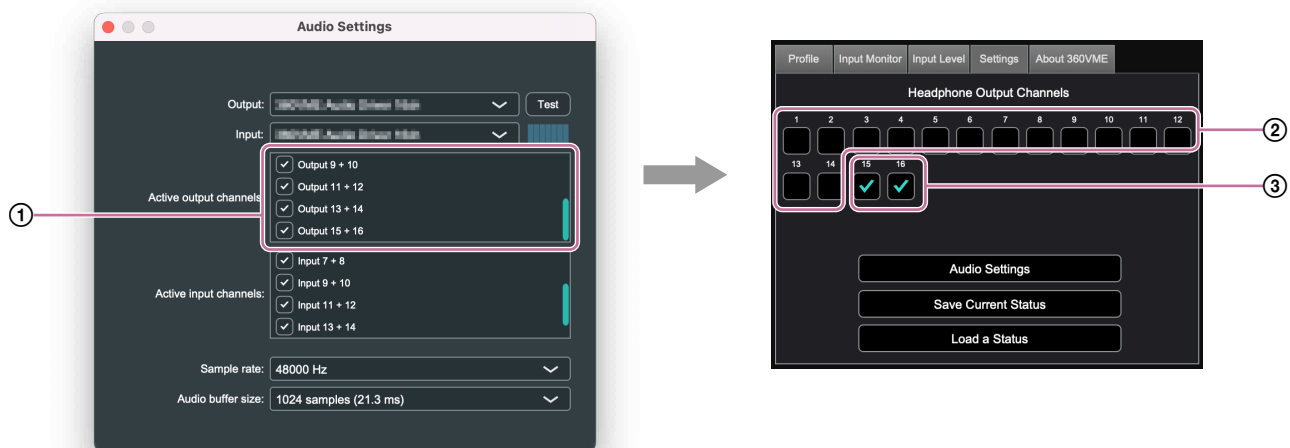 Audio Settings
Output:
Test
Input:
Active output channels
Output 9 + 10
Output 11 + 12
Output 13 + 14
Output 15 + 16
Active input channels:
Input 7 + 8
Input 9 + 10
Input 11 + 12
Input 13 + 14
Sample rate: 48000 Hz
Audio buffer size: 1024 samples (21.3 ms)
1
Profile Input Monitor Input Level Settings About 360VME
Headphone Output Channels
1 2 3 4 5 6 7 8 9 10 11 12
13 14 15 16
Audio Settings
Save Current Status
Load a Status
2
3